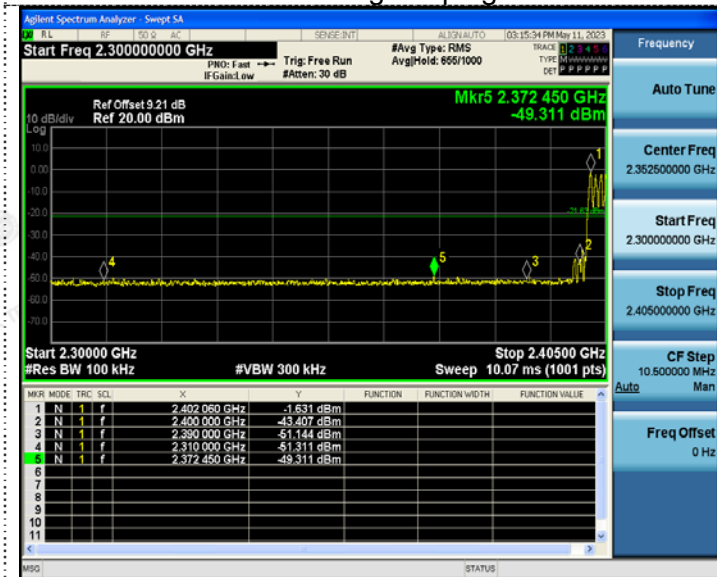 Agilent Spectrum Analyzer - Swept SA
RL RF 50 Ω AC SENSE:INT ALIGN AUTO 03:15:34 PM May 11, 2023
Start Freq 2.300000000 GHz
PNO: Fast
IFGain:Low
Trig: Free Run
#Atten: 30 dB
#Avg Type: RMS
Avg|Hold: 655/1000
TRACE 1 2 3 4 5 6
TYPE M
DET P P P P P P
Frequency
Mkr5 2.372 450 GHz
-49.311 dBm
Ref Offset 9.21 dB
10 dB/div Ref 20.00 dBm
Log
10.0
0.00
-10.0
-20.0
-30.0
-40.0
-50.0
-60.0
-70.0
1
2
3
4
5
Start 2.30000 GHz Stop 2.40500 GHz
#Res BW 100 kHz #VBW 300 kHz Sweep 10.07 ms (1001 pts)
MKR MODE TRC SCL X Y FUNCTION FUNCTION WIDTH FUNCTION VALUE
1 N 1 f 2.402 060 GHz -1.631 dBm
2 N 1 f 2.400 000 GHz -43.407 dBm
3 N 1 f 2.390 000 GHz -51.144 dBm
4 N 1 f 2.310 000 GHz -51.311 dBm
5 N 1 f 2.372 450 GHz -49.311 dBm
6
7
8
9
10
11
MSG STATUS
Auto Tune
Center Freq
2.352500000 GHz
Start Freq
2.300000000 GHz
Stop Freq
2.405000000 GHz
CF Step
10.500000 MHz
Auto Man
Freq Offset
0 Hz